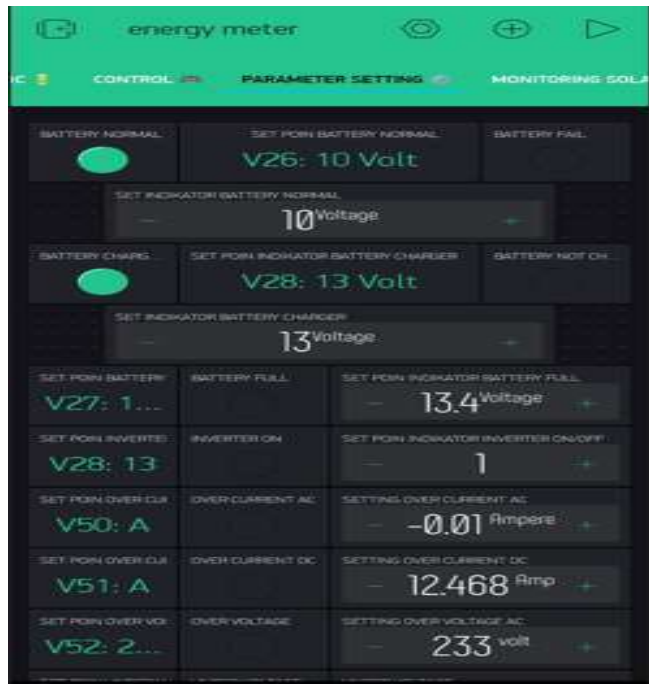 energy meter
IC CONTROL PARAMETER SETTING MONITORING SOLA
BATTERY NORMAL SET POIN BATTERY NORMAL BATTERY FAIL
V26: 10 Volt
SET INDIKATOR BATTERY NORMAL
– 10 Voltage +
BATTERY CHARG... SET POIN INDIKATOR BATTERY CHARGER BATTERY NOT CH...
V28: 13 Volt
SET INDIKATOR BATTERY CHARGER
– 13 Voltage +
SET POIN BATTERY BATTERY FULL SET POIN INDIKATOR BATTERY FULL
V27: 1... – 13.4 Voltage +
SET POIN INVERTE INVERTER ON SET POIN INDIKATOR INVERTER ON/OFF
V28: 13 – 1 +
SET POIN OVER CUI OVER CURRENT AC SETTING OVER CURRENT AC
V50: A – -0.01 Ampere +
SET POIN OVER CUI OVER CURRENT DC SETTING OVER CURRENT DC
V51: A – 12.468 Amp +
SET POIN OVER VOI OVER VOLTAGE SETTING OVER VOLTAGE AC
V52: 2... – 233 volt +